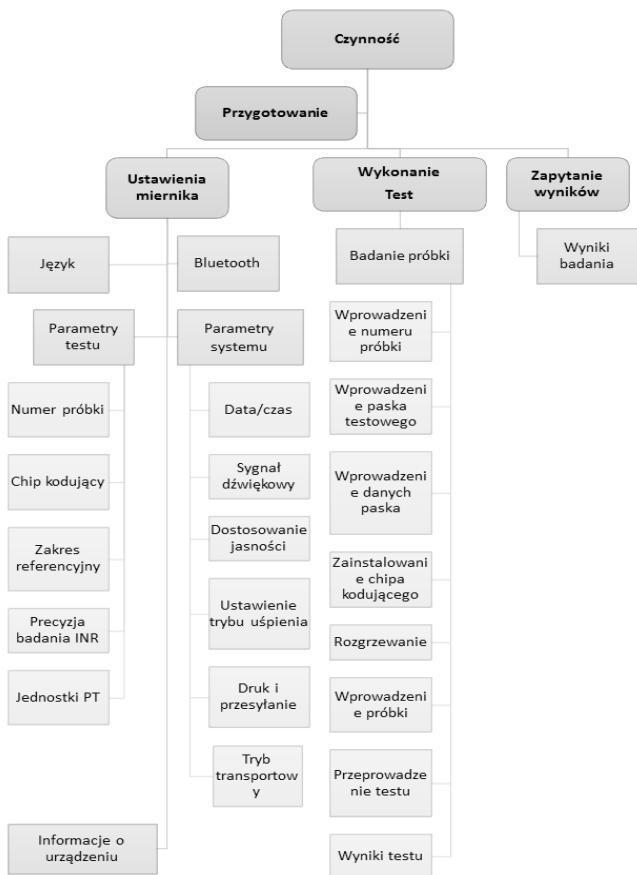 Czynność
Przygotowanie
Ustawienia
miernika
Wykonanie
Test
Zapytanie
wyników
Język
Bluetooth
Parametry
testu
Parametry
systemu
Numer próbki
Chip kodujący
Zakres
referencyjny
Precyzja
badania INR
Jednostki PT
Data/czas
Sygnał
dźwiękowy
Dostosowanie
jasności
Ustawienie
trybu uśpienia
Druk i
przesyłanie
Tryb
transportow
y
Informacje o
urządzeniu
Badanie próbki
Wprowadzeni
e numeru
próbki
Wprowadzeni
e paska
testowego
Wprowadzeni
e danych
paska
Zainstalowani
e chipa
kodującego
Rozgrzewanie
Wprowadzeni
e próbki
Przeprowadze
nie testu
Wyniki testu
Wyniki
badania